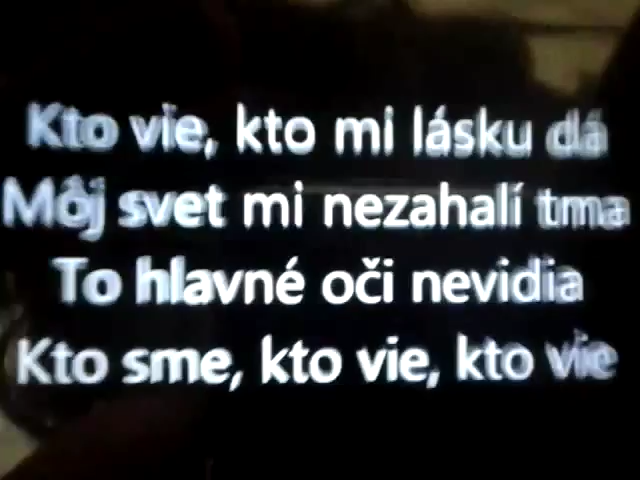 Kto vie, kto mi lásku dá
Môj svet mi nezahalí tma
To hlavné oči nevidia
Kto sme, kto vie, kto vie